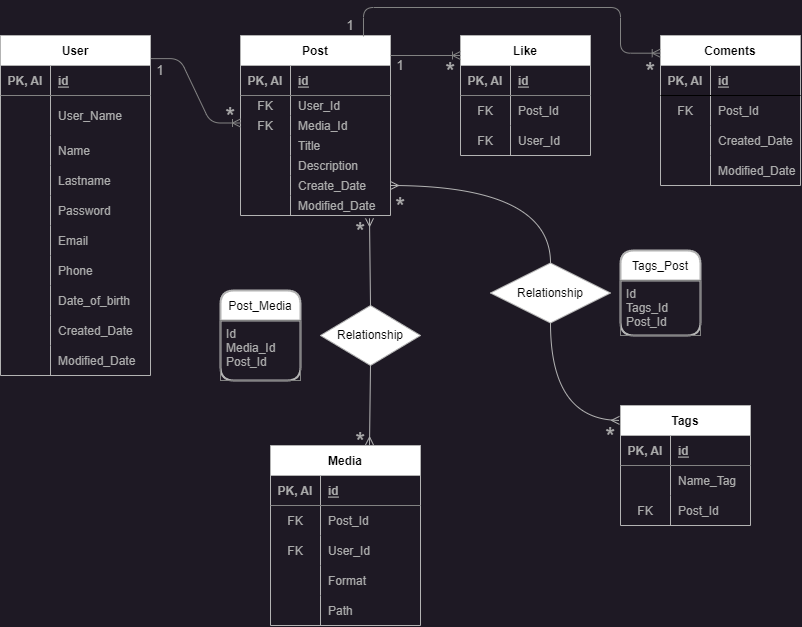 1
User
PK, AI id
User_Name
Name
Lastname
Password
Email
Phone
Date_of_birth
Created_Date
Modified_Date
1
*
Post
PK, AI id
FK User_Id
FK Media_Id
Title
Description
Create_Date
Modified_Date
1
*
Like
PK, AI id
FK Post_Id
FK User_Id
*
Coments
PK, AI id
FK Post_Id
Created_Date
Modified_Date
*
*
Relationship
Tags_Post
Id
Tags_Id
Post_Id
Post_Media
Id
Media_Id
Post_Id
Relationship
*
*
Tags
PK, AI id
Name_Tag
FK Post_Id
Media
PK, AI id
FK Post_Id
FK User_Id
Format
Path